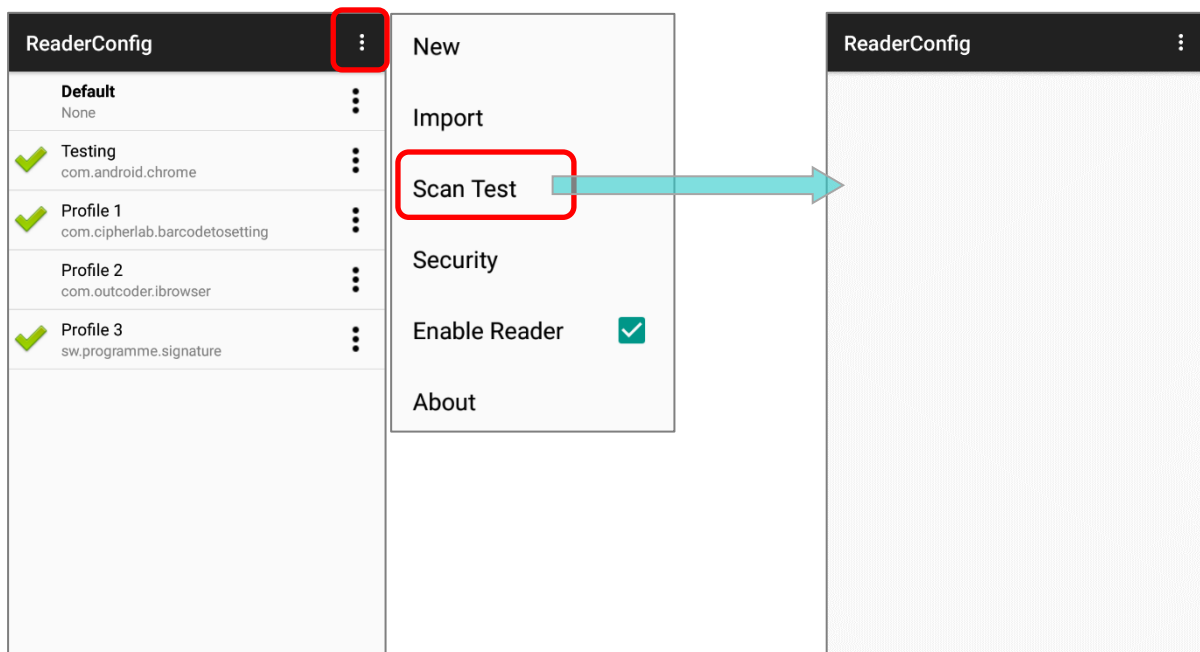 ReaderConfig
Default
None
Testing
com.android.chrome
Profile 1
com.cipherlab.barcodetosetting
Profile 2
com.outcoder.ibrowser
Profile 3
sw.programme.signature
New
Import
Scan Test
Security
Enable Reader
About
ReaderConfig